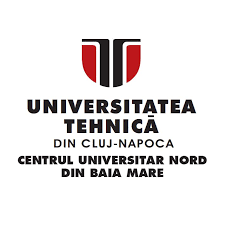 UNIVERSITATEA
TEHNICĂ
DIN CLUJ-NAPOCA
CENTRUL UNIVERSITAR NORD
DIN BAIA MARE